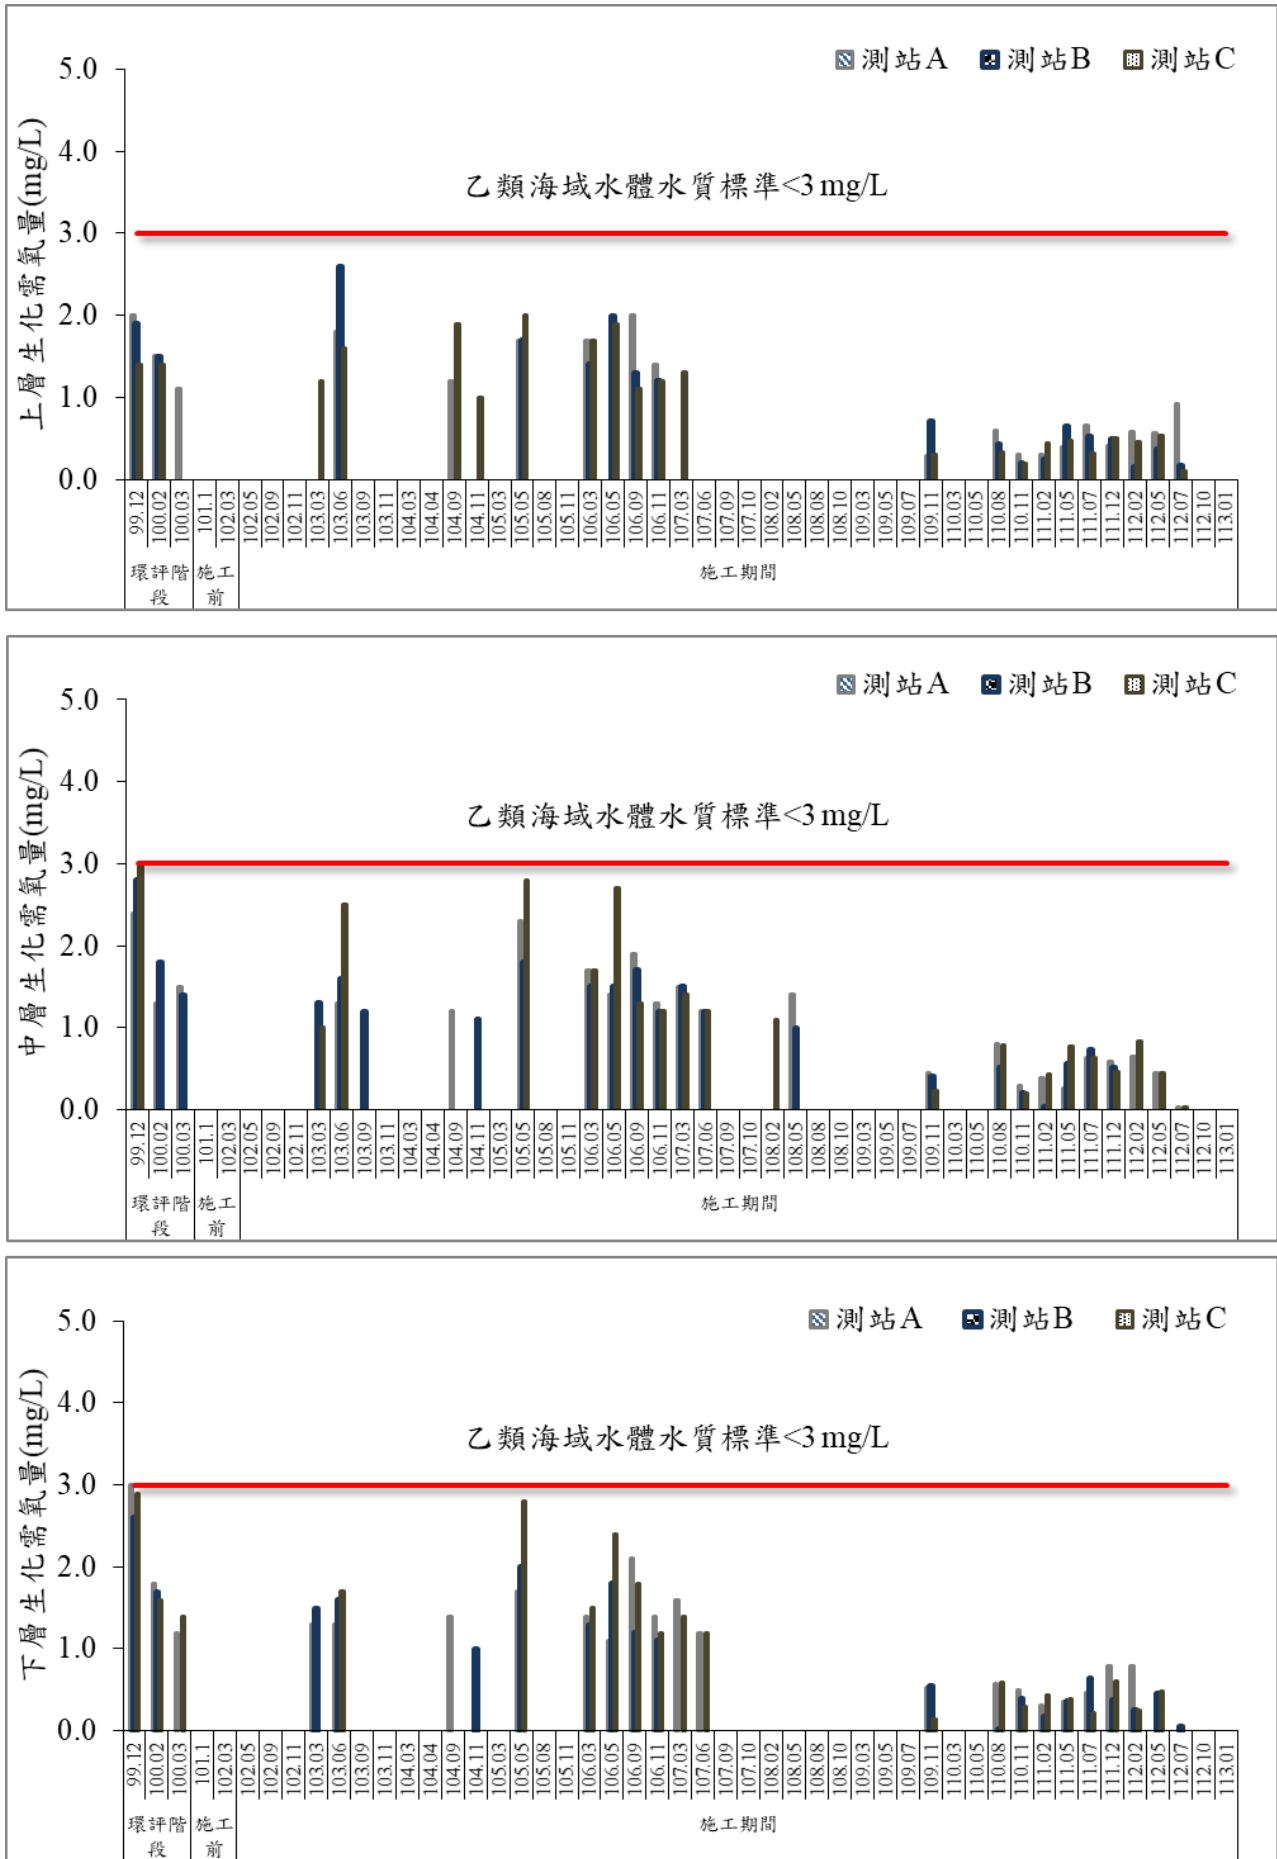 測站A 測站B 測站C
上層生化需氧量(mg/L)
5.0
4.0
3.0
2.0
1.0
0.0
乙類海域水體水質標準<3 mg/L
99.12 100.02 100.03 101.1 102.03 102.05 102.09 102.11 103.03 103.06 103.09 103.11 104.03 104.04 104.09 104.11 105.03 105.05 105.08 105.11 106.03 106.05 106.09 106.11 107.03 107.06 107.09 107.10 108.02 108.05 108.08 108.10 109.03 109.05 109.07 109.11 110.03 110.05 110.08 110.11 111.02 111.05 111.07 111.12 112.02 112.05 112.07 112.10 113.01
環評階段 施工前 施工期間
測站A 測站B 測站C
中層生化需氧量(mg/L)
5.0
4.0
3.0
2.0
1.0
0.0
乙類海域水體水質標準<3 mg/L
99.12 100.02 100.03 101.1 102.03 102.05 102.09 102.11 103.03 103.06 103.09 103.11 104.03 104.04 104.09 104.11 105.03 105.05 105.08 105.11 106.03 106.05 106.09 106.11 107.03 107.06 107.09 107.10 108.02 108.05 108.08 108.10 109.03 109.05 109.07 109.11 110.03 110.05 110.08 110.11 111.02 111.05 111.07 111.12 112.02 112.05 112.07 112.10 113.01
環評階段 施工前 施工期間
測站A 測站B 測站C
下層生化需氧量(mg/L)
5.0
4.0
3.0
2.0
1.0
0.0
乙類海域水體水質標準<3 mg/L
99.12 100.02 100.03 101.1 102.03 102.05 102.09 102.11 103.03 103.06 103.09 103.11 104.03 104.04 104.09 104.11 105.03 105.05 105.08 105.11 106.03 106.05 106.09 106.11 107.03 107.06 107.09 107.10 108.02 108.05 108.08 108.10 109.03 109.05 109.07 109.11 110.03 110.05 110.08 110.11 111.02 111.05 111.07 111.12 112.02 112.05 112.07 112.10 113.01
環評階段 施工前 施工期間